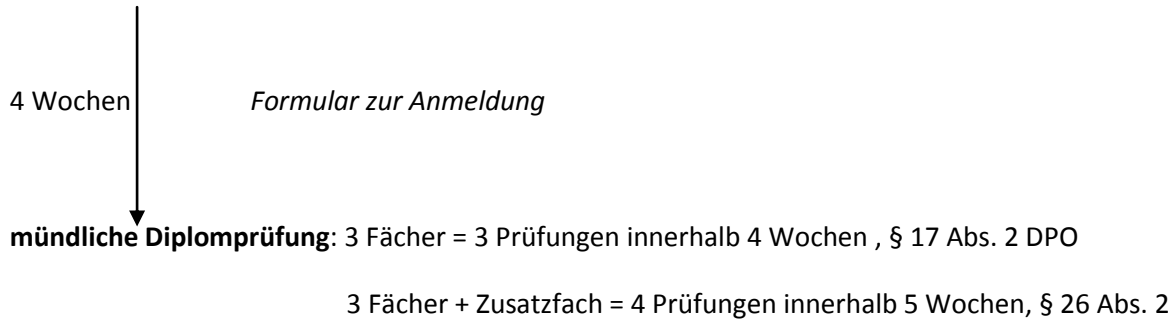 4 Wochen Formular zur Anmeldung
mündliche Diplomprüfung: 3 Fächer = 3 Prüfungen innerhalb 4 Wochen , § 17 Abs. 2 DPO
3 Fächer + Zusatzfach = 4 Prüfungen innerhalb 5 Wochen, § 26 Abs. 2